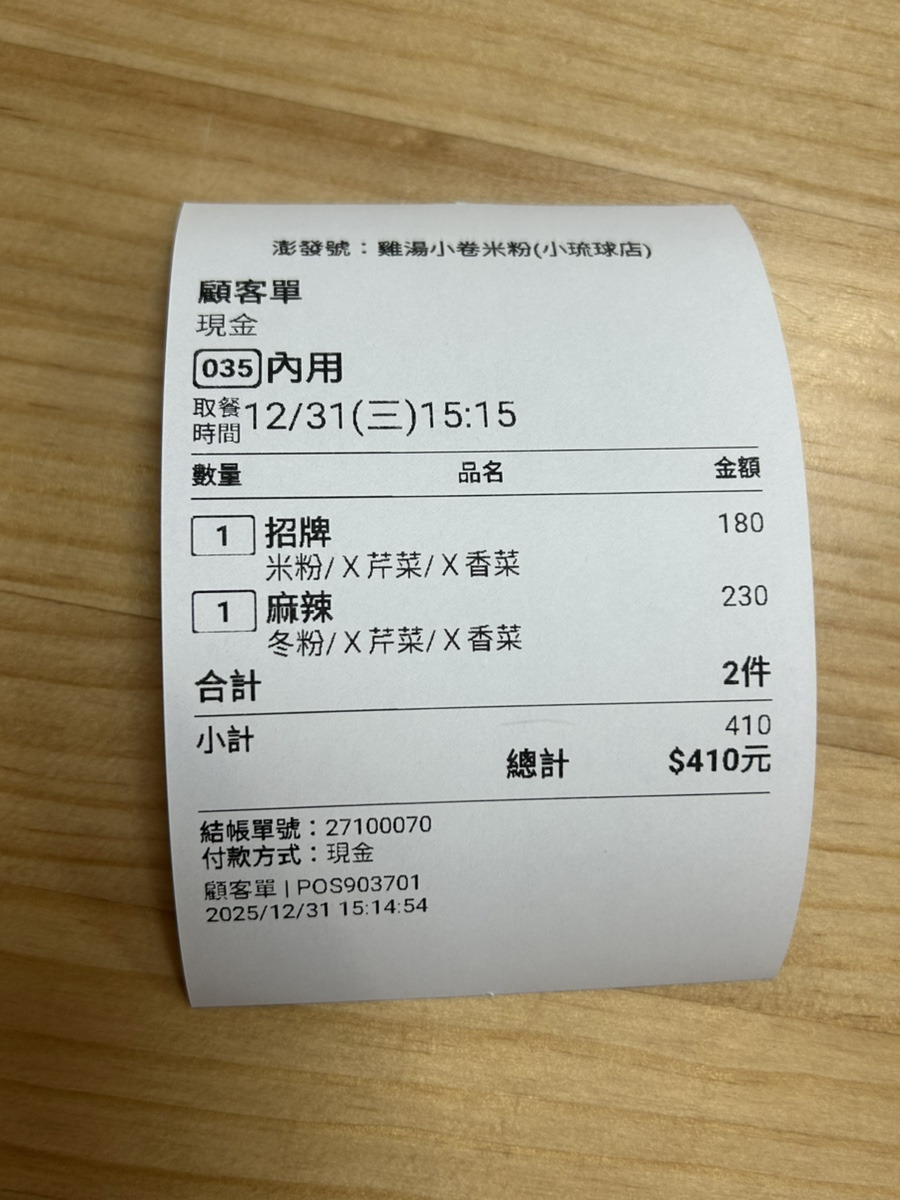 澎發號：雞湯小卷米粉(小琉球店)
顧客單
現金
035 內用
取餐時間 12/31(三)15:15
數量 品名 金額
1 招牌 180
米粉/X芹菜/X香菜
1 麻辣 230
冬粉/X芹菜/X香菜
合計 2件
小計 410
總計 $410元
結帳單號：27100070
付款方式：現金
顧客單 | POS903701
2025/12/31 15:14:54